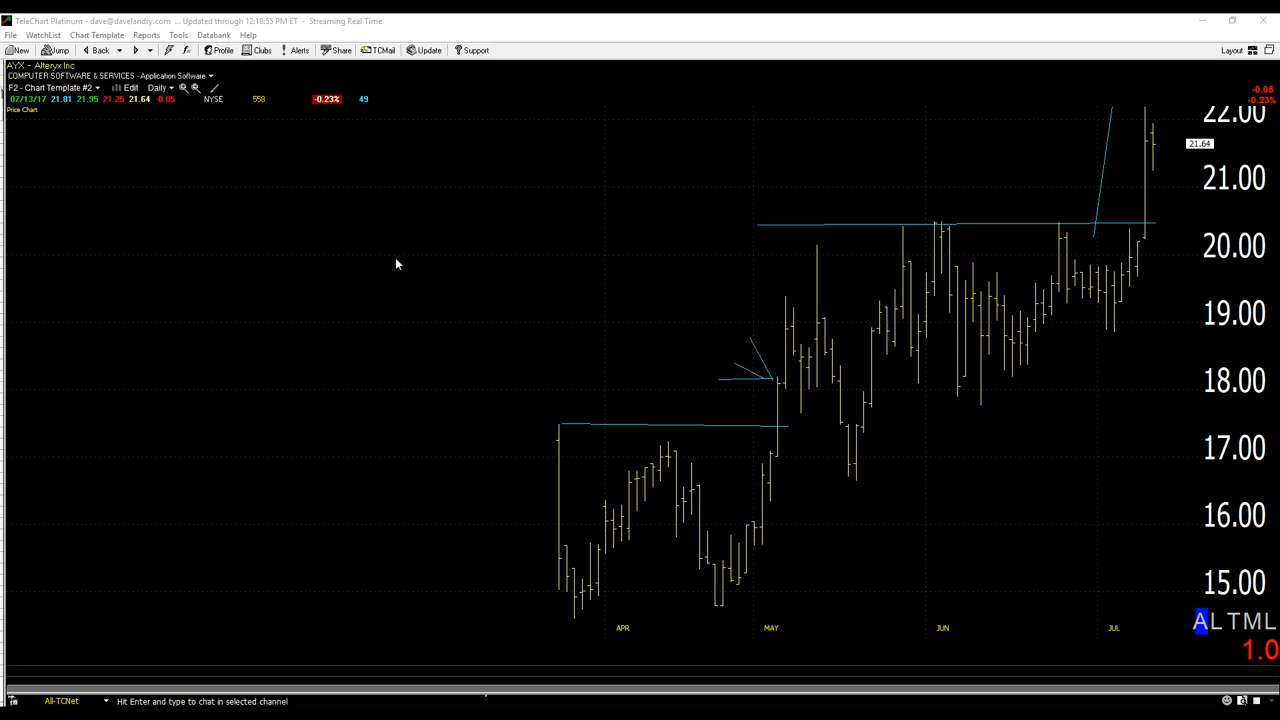 TeleChart Platinum - dave@davelandry.com ... Updated through 12:18:55 PM ET - Streaming Real Time
File WatchList Chart Template Reports Tools Databank Help
New Jump Back Profile Clubs Alerts Share TCMail Update Support Layout
AYX - Alteryx Inc
COMPUTER SOFTWARE & SERVICES - Application Software
F2 - Chart Template #2 Edit Daily
-0.05
07/13/17 21.81 21.95 21.25 21.64 -0.05 NYSE 558 -0.23% 49
-0.23%
Price Chart
22.00
21.64
21.00
20.00
19.00
18.00
17.00
16.00
15.00
APR MAY JUN JUL
ALTML
1.0
All-TCNet Hit Enter and type to chat in selected channel